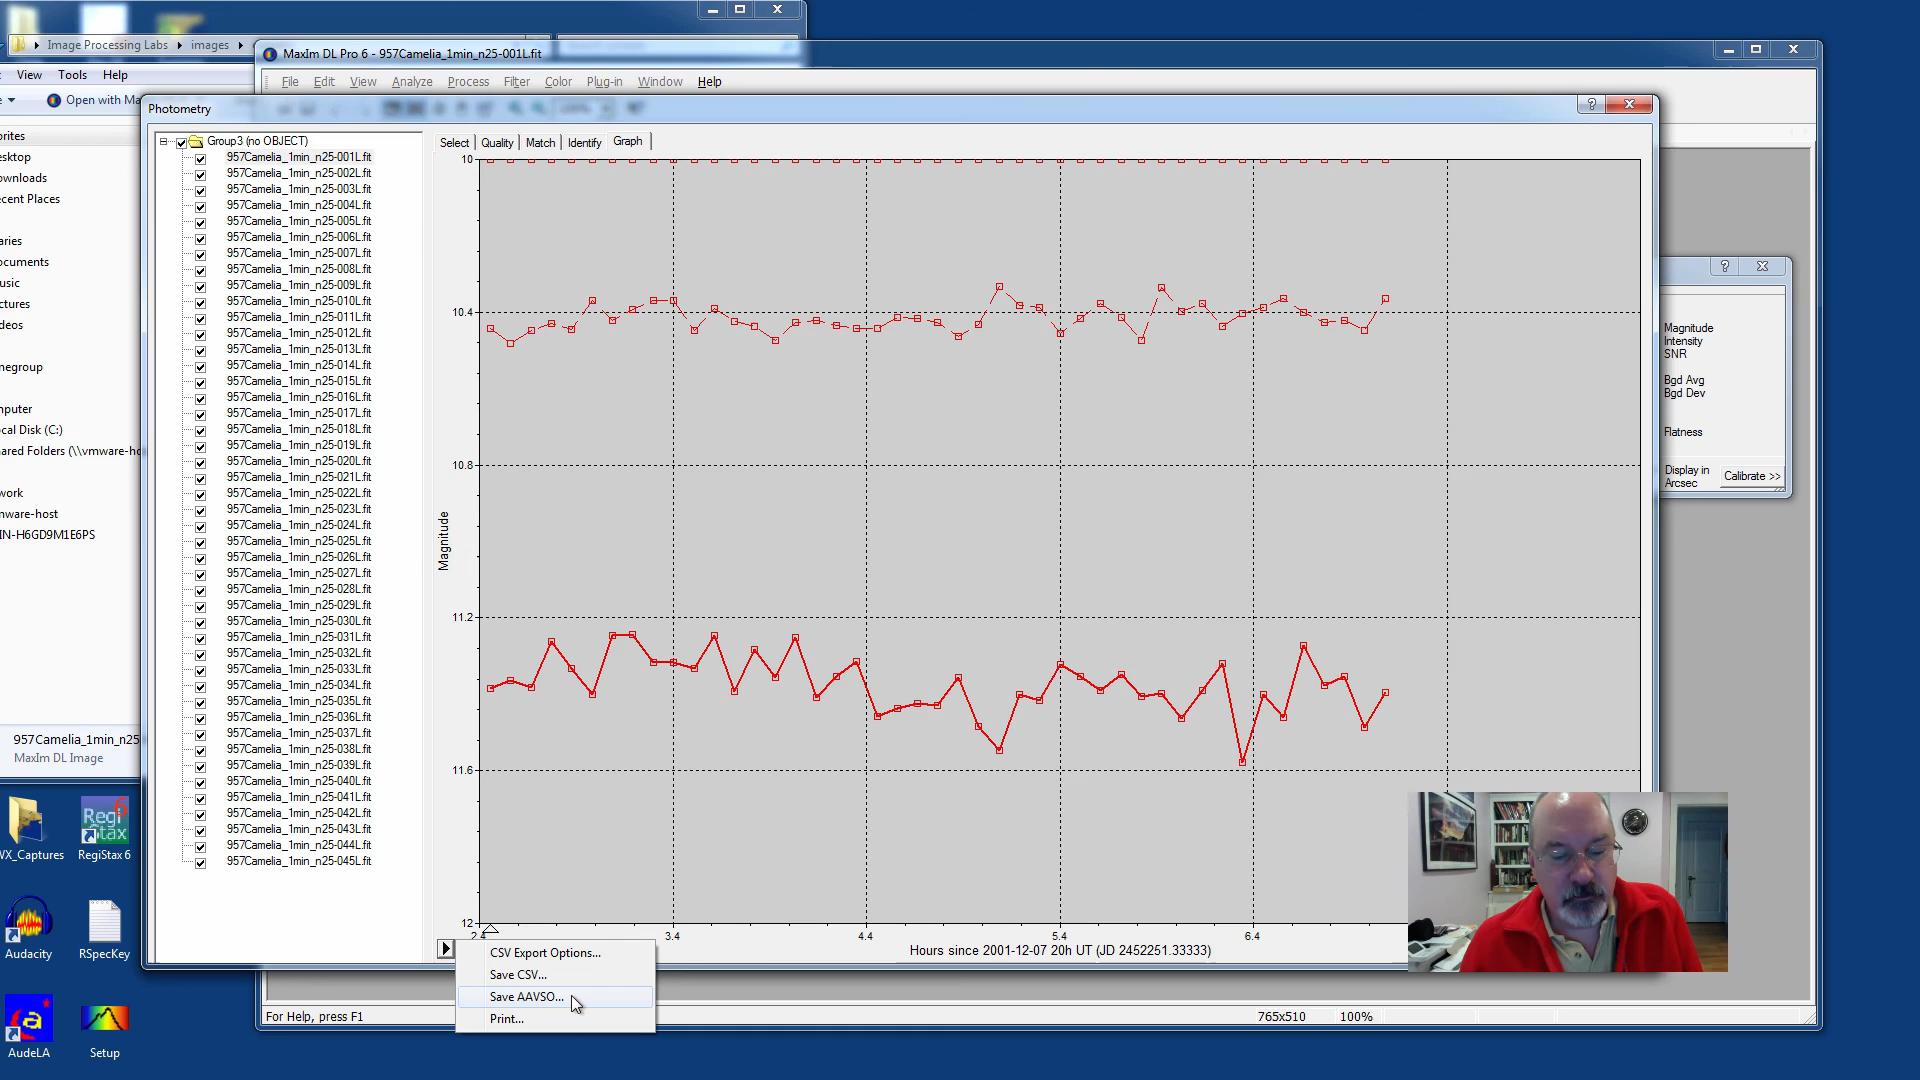 Image Processing Labs
images
MaxIm DL Pro 6 - 957Camelia_1min_n25-001L.fit
View Tools Help
File Edit View Analyze Process Filter Color Plug-in Window Help
Open with Ma
Photometry
Group3 (no OBJECT)
957Camelia_1min_n25-001L.fit
957Camelia_1min_n25-002L.fit
957Camelia_1min_n25-003L.fit
957Camelia_1min_n25-004L.fit
957Camelia_1min_n25-005L.fit
957Camelia_1min_n25-006L.fit
957Camelia_1min_n25-007L.fit
957Camelia_1min_n25-008L.fit
957Camelia_1min_n25-009L.fit
957Camelia_1min_n25-010L.fit
957Camelia_1min_n25-011L.fit
957Camelia_1min_n25-012L.fit
957Camelia_1min_n25-013L.fit
957Camelia_1min_n25-014L.fit
957Camelia_1min_n25-015L.fit
957Camelia_1min_n25-016L.fit
957Camelia_1min_n25-017L.fit
957Camelia_1min_n25-018L.fit
957Camelia_1min_n25-019L.fit
957Camelia_1min_n25-020L.fit
957Camelia_1min_n25-021L.fit
957Camelia_1min_n25-022L.fit
957Camelia_1min_n25-023L.fit
957Camelia_1min_n25-024L.fit
957Camelia_1min_n25-025L.fit
957Camelia_1min_n25-026L.fit
957Camelia_1min_n25-027L.fit
957Camelia_1min_n25-028L.fit
957Camelia_1min_n25-029L.fit
957Camelia_1min_n25-030L.fit
957Camelia_1min_n25-031L.fit
957Camelia_1min_n25-032L.fit
957Camelia_1min_n25-033L.fit
957Camelia_1min_n25-034L.fit
957Camelia_1min_n25-035L.fit
957Camelia_1min_n25-036L.fit
957Camelia_1min_n25-037L.fit
957Camelia_1min_n25-038L.fit
957Camelia_1min_n25-039L.fit
957Camelia_1min_n25-040L.fit
957Camelia_1min_n25-041L.fit
957Camelia_1min_n25-042L.fit
957Camelia_1min_n25-043L.fit
957Camelia_1min_n25-044L.fit
957Camelia_1min_n25-045L.fit
Select Quality Match Identify Graph
10
10.4
10.8
11.2
11.6
12
Magnitude
2.4 3.4 4.4 5.4 6.4
Hours since 2001-12-07 20h UT (JD 2452251.33333)
CSV Export Options...
Save CSV...
Save AAVSO...
Print...
Magnitude
Intensity
SNR
Bgd Avg
Bgd Dev
Flatness
Display in
Arcsec
Calibrate >>
orites
esktop
ownloads
ecent Places
aries
ocuments
usic
ctures
deos
negroup
nputer
cal Disk (C:)
ared Folders (\\vmware-ho
work
nware-host
IN-H6GD9M1E6PS
957Camelia_1min_n25
MaxIm DL Image
WX_Captures
Regi
Stax
6
RegiStax 6
Audacity
RSpecKey
AudeLA
Setup
For Help, press F1
765x510
100%